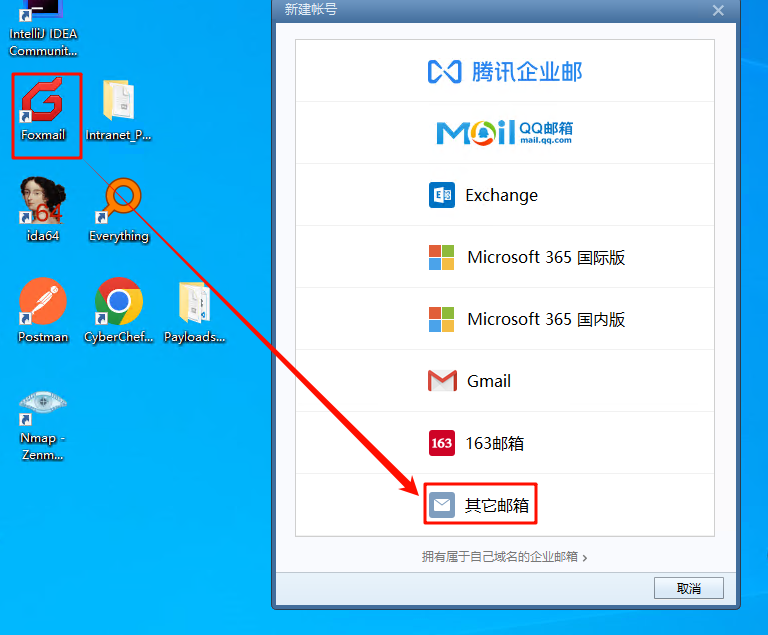 IntelliJ IDEA
Communit...
Foxmail
Intranet_P...
64
ida64
Everything
Postman
CyberChef...
Payloads...
Nmap -
Zenm...
新建帐号
腾讯企业邮
Mail QQ邮箱
mail.qq.com
E
Exchange
Microsoft 365 国际版
Microsoft 365 国内版
Gmail
163 163邮箱
其它邮箱
拥有属于自己域名的企业邮箱 ›
取消